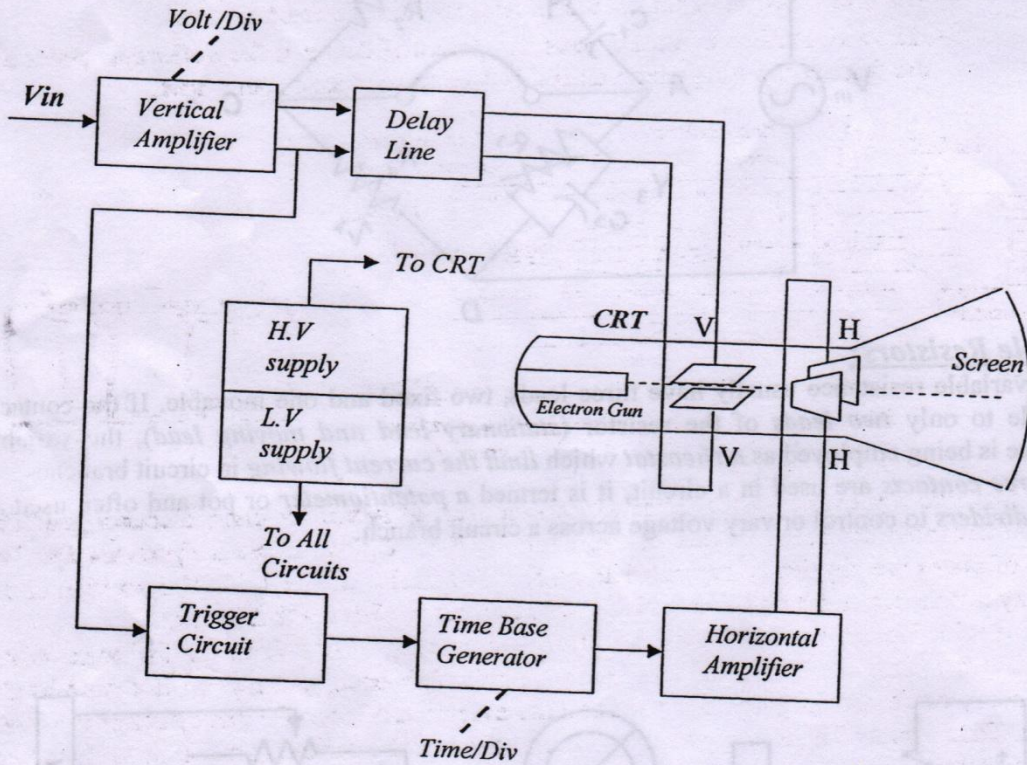 Volt /Div
Vin
Vertical
Amplifier
Delay
Line
To CRT
H.V
supply
L.V
supply
To All
Circuits
CRT
V
H
Screen
Electron Gun
H
Trigger
Circuit
Time Base
Generator
Horizontal
Amplifier
Time/Div